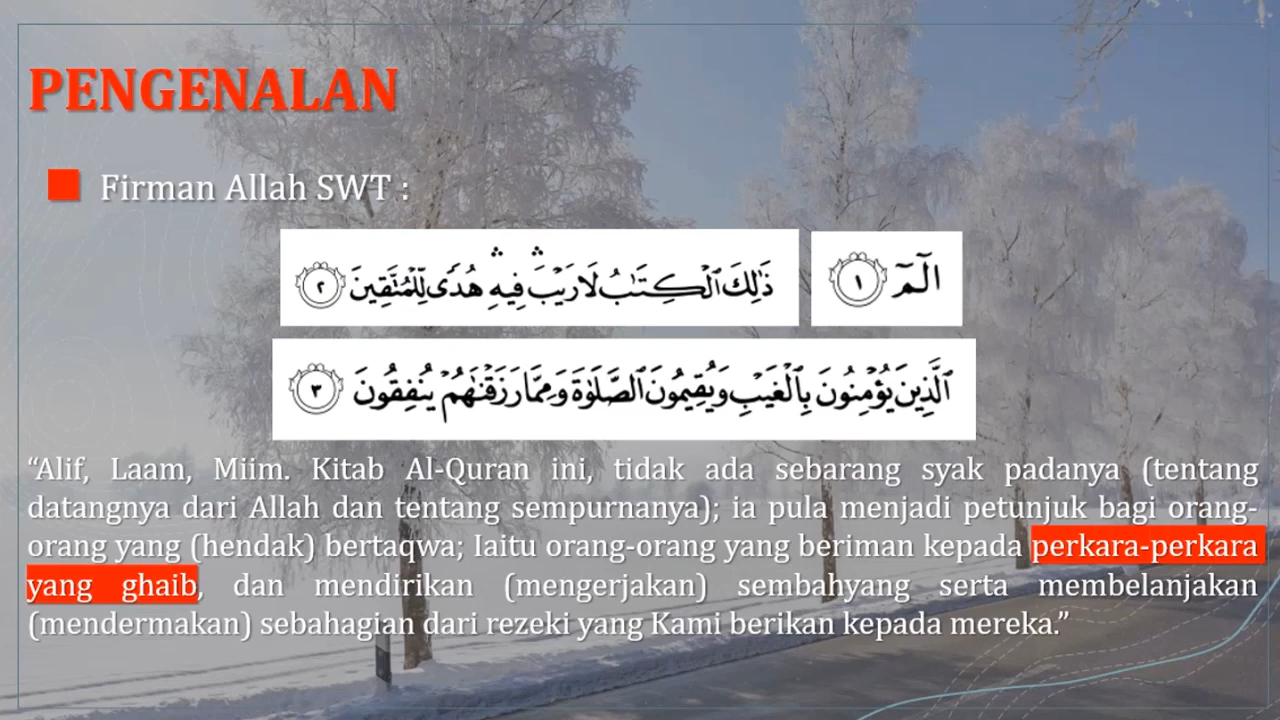 PENGENALAN
Firman Allah SWT :
الٓمٓ ١
ذَٰلِكَ ٱلْكِتَـٰبُ لَا رَيْبَ ۛ فِيهِ ۛ هُدًى لِّلْمُتَّقِينَ ٢
ٱلَّذِينَ يُؤْمِنُونَ بِٱلْغَيْبِ وَيُقِيمُونَ ٱلصَّلَوٰةَ وَمِمَّا رَزَقْنَـٰهُمْ يُنفِقُونَ ٣
“Alif, Laam, Miim. Kitab Al-Quran ini, tidak ada sebarang syak padanya (tentang
datangnya dari Allah dan tentang sempurnanya); ia pula menjadi petunjuk bagi orang-
orang yang (hendak) bertaqwa; Iaitu orang-orang yang beriman kepada perkara-perkara
yang ghaib, dan mendirikan (mengerjakan) sembahyang serta membelanjakan
(mendermakan) sebahagian dari rezeki yang Kami berikan kepada mereka.”